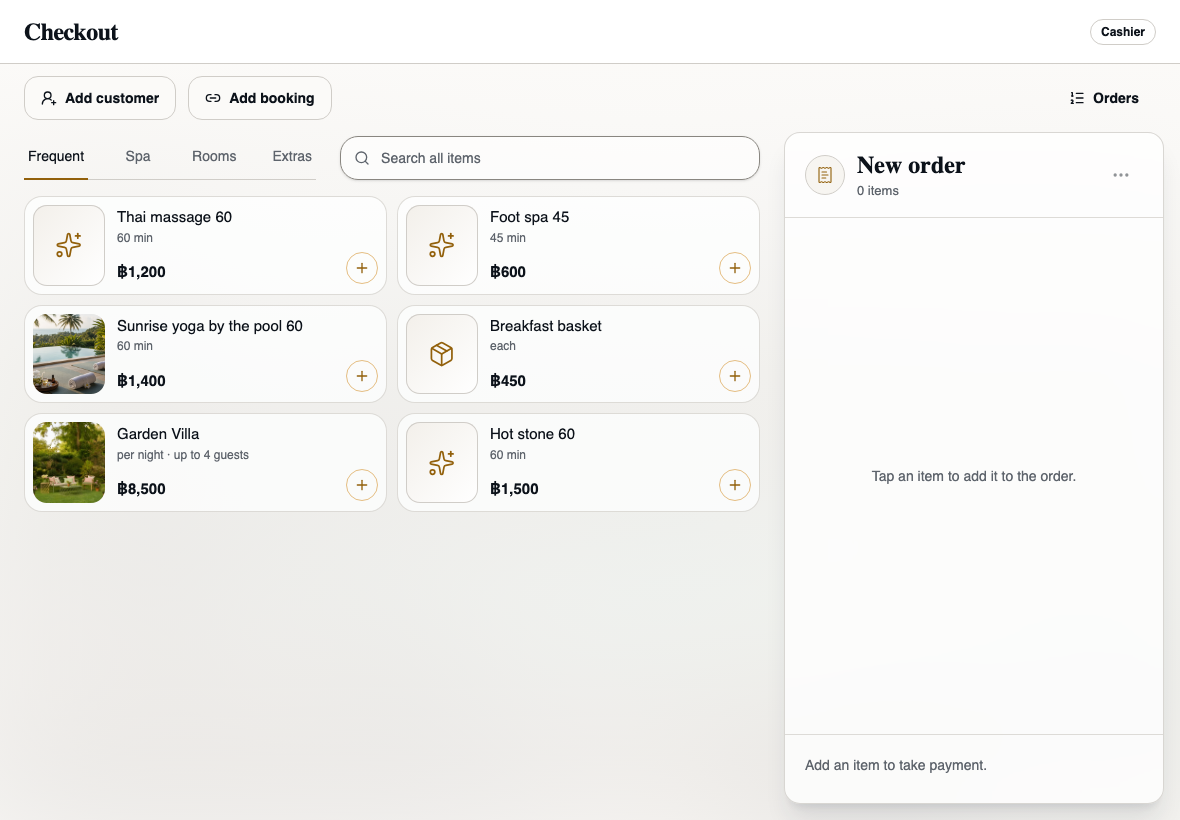 Checkout
Cashier
Add customer
Add booking
Orders
Frequent
Spa
Rooms
Extras
Search all items
New order
0 items
Thai massage 60
60 min
฿1,200
Foot spa 45
45 min
฿600
Sunrise yoga by the pool 60
60 min
฿1,400
Breakfast basket
each
฿450
Garden Villa
per night · up to 4 guests
฿8,500
Hot stone 60
60 min
฿1,500
Tap an item to add it to the order.
Add an item to take payment.